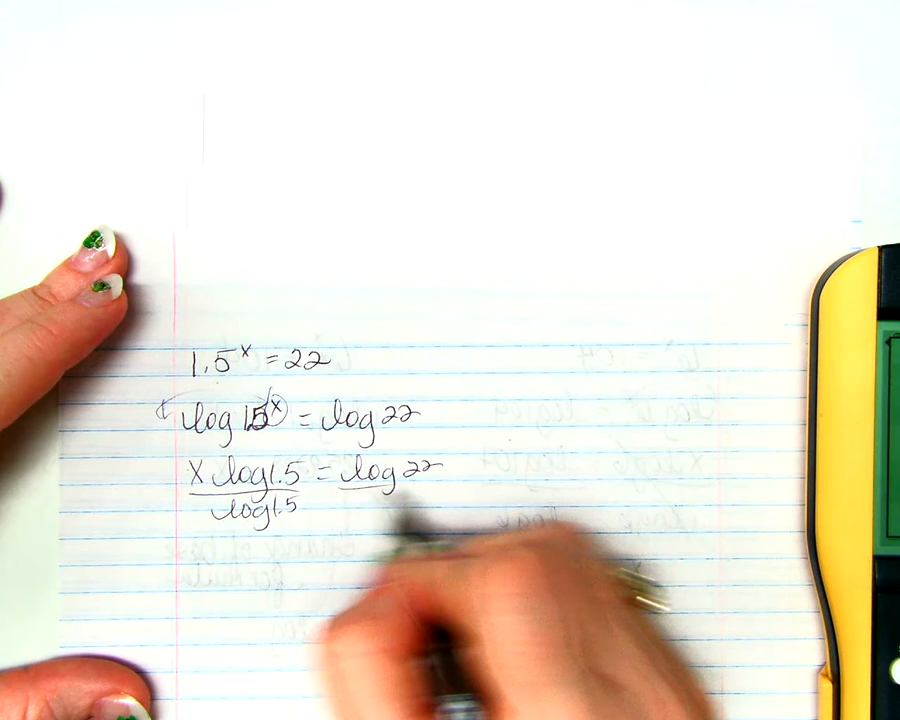 1.5^x = 22
log 1.5^x = log 22
x log 1.5 = log 22
log 1.5